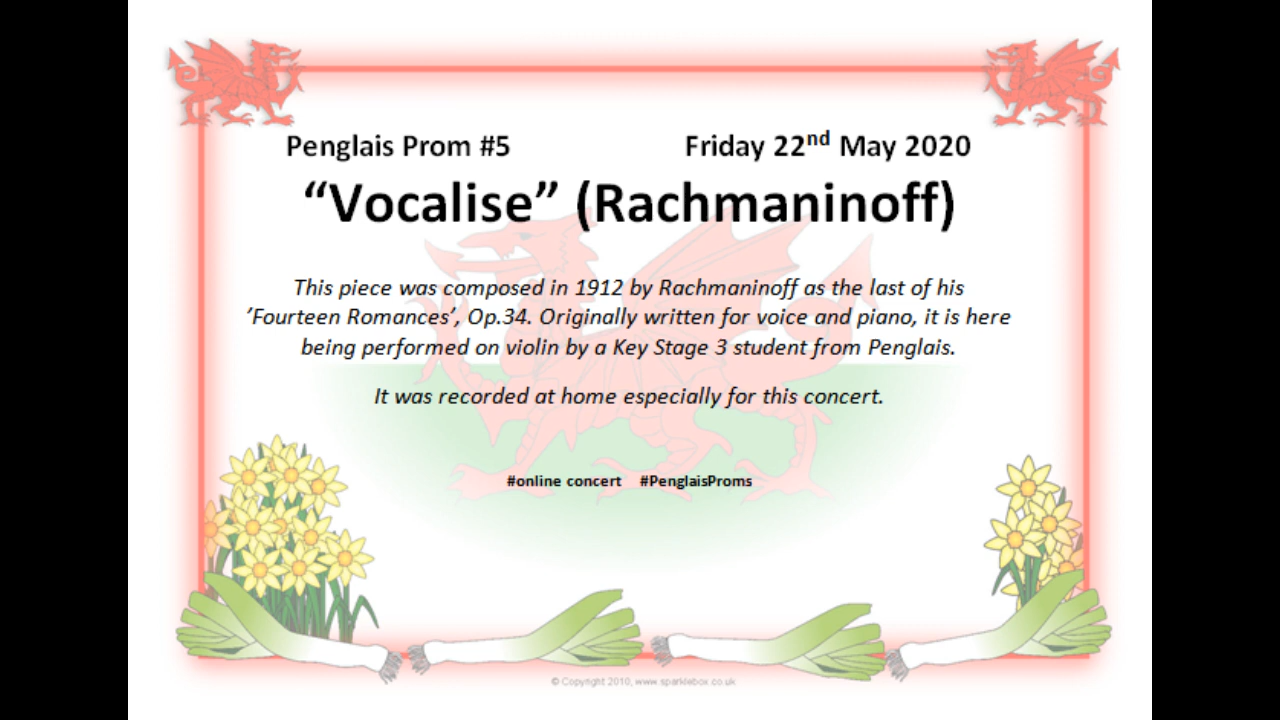 Penglais Prom #5 Friday 22nd May 2020
“Vocalise” (Rachmaninoff)
This piece was composed in 1912 by Rachmaninoff as the last of his
’Fourteen Romances’, Op.34. Originally written for voice and piano, it is here
being performed on violin by a Key Stage 3 student from Penglais.
It was recorded at home especially for this concert.
#online concert #PenglaisProms
© Copyright 2010, www.sparklebox.co.uk